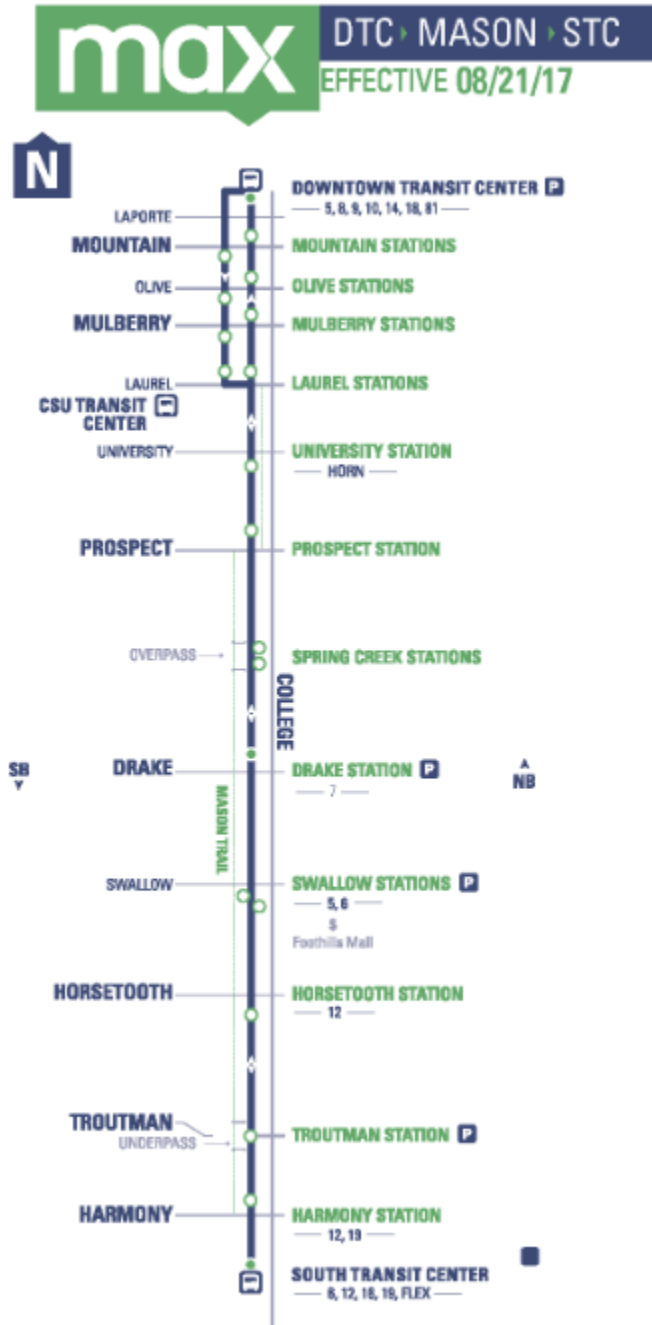 max
DTC MASON STC
EFFECTIVE 08/21/17
N
DOWNTOWN TRANSIT CENTER P
5, 8, 9, 10, 14, 18, 81
LAPORTE
MOUNTAIN
MOUNTAIN STATIONS
OLIVE
OLIVE STATIONS
MULBERRY
MULBERRY STATIONS
LAUREL
LAUREL STATIONS
CSU TRANSIT
CENTER
UNIVERSITY
UNIVERSITY STATION
HORN
PROSPECT
PROSPECT STATION
OVERPASS
SPRING CREEK STATIONS
COLLEGE
SB
DRAKE
DRAKE STATION P
7
NB
MASON TRAIL
SWALLOW
SWALLOW STATIONS P
5, 6
$
Foothills Mall
HORSETOOTH
HORSETOOTH STATION
12
TROUTMAN
UNDERPASS
TROUTMAN STATION P
HARMONY
HARMONY STATION
12, 19
SOUTH TRANSIT CENTER
12, 18, 19, FLEX